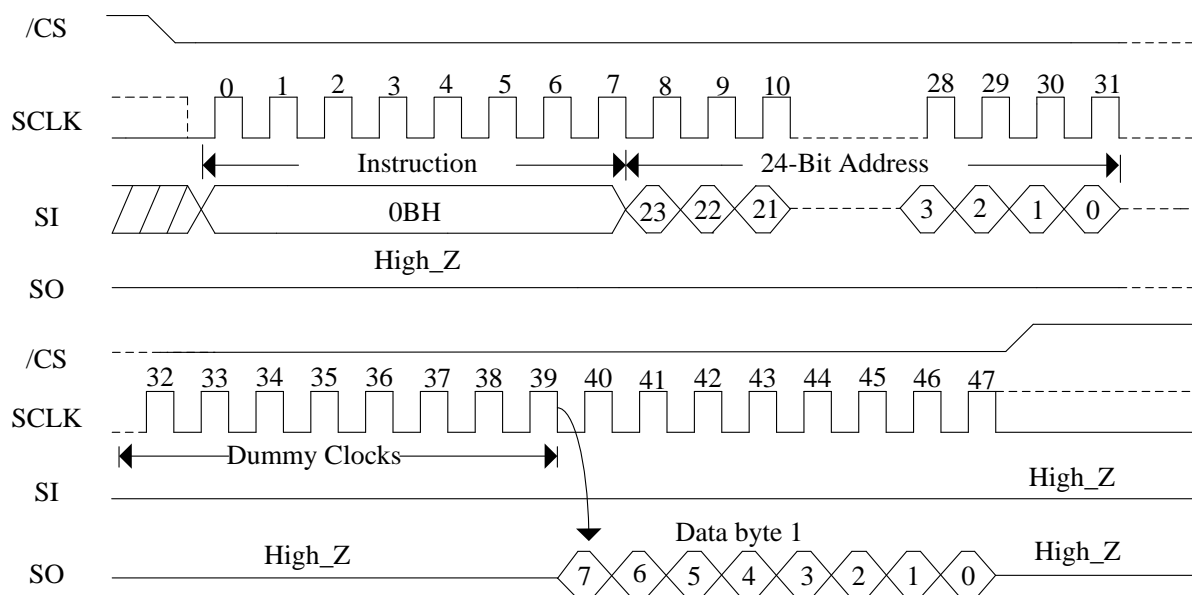 /CS
0 1 2 3 4 5 6 7 8 9 10 28 29 30 31
SCLK
Instruction 24-Bit Address
SI 0BH 23 22 21 3 2 1 0
High_Z
SO
/CS
32 33 34 35 36 37 38 39 40 41 42 43 44 45 46 47
SCLK
Dummy Clocks
SI High_Z
Data byte 1
High_Z High_Z
SO 7 6 5 4 3 2 1 0